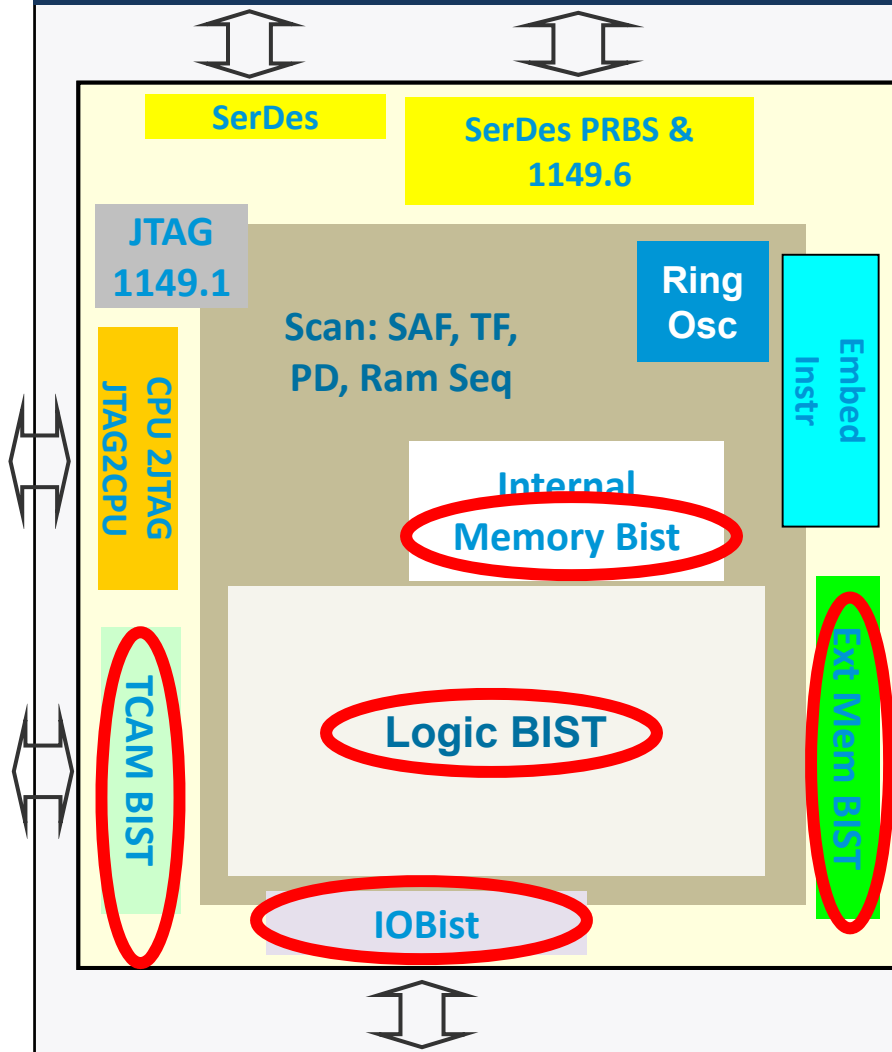 SerDes
SerDes PRBS &
1149.6
JTAG
1149.1
Ring
Osc
Scan: SAF, TF,
PD, Ram Seq
Embed
Instr
CPU 2JTAG
JTAG2CPU
Internal
Memory Bist
TCAM BIST
Ext Mem BIST
Logic BIST
IOBist